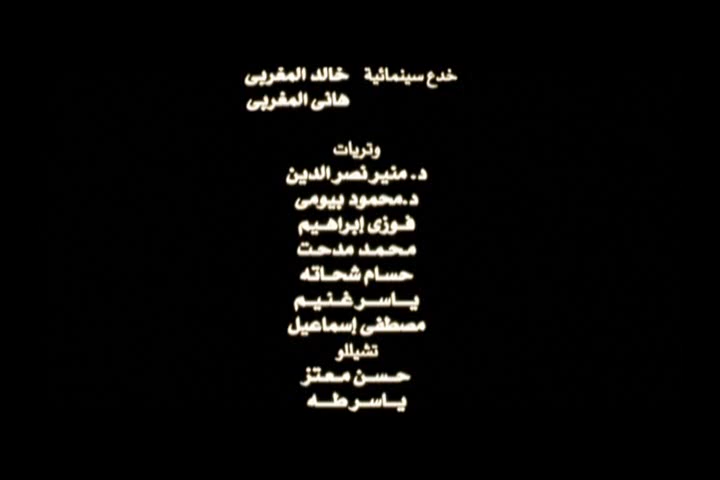 خدع سينمائية خالد المغربى
هانى المغربى
وتريات
د. منير نصر الدين
د.محمود بيومى
فوزى إبراهيم
محمد مدحت
حسام شحاته
ياسر غنيم
مصطفى إسماعيل
تشيللو
حسن معتز
ياسر طه